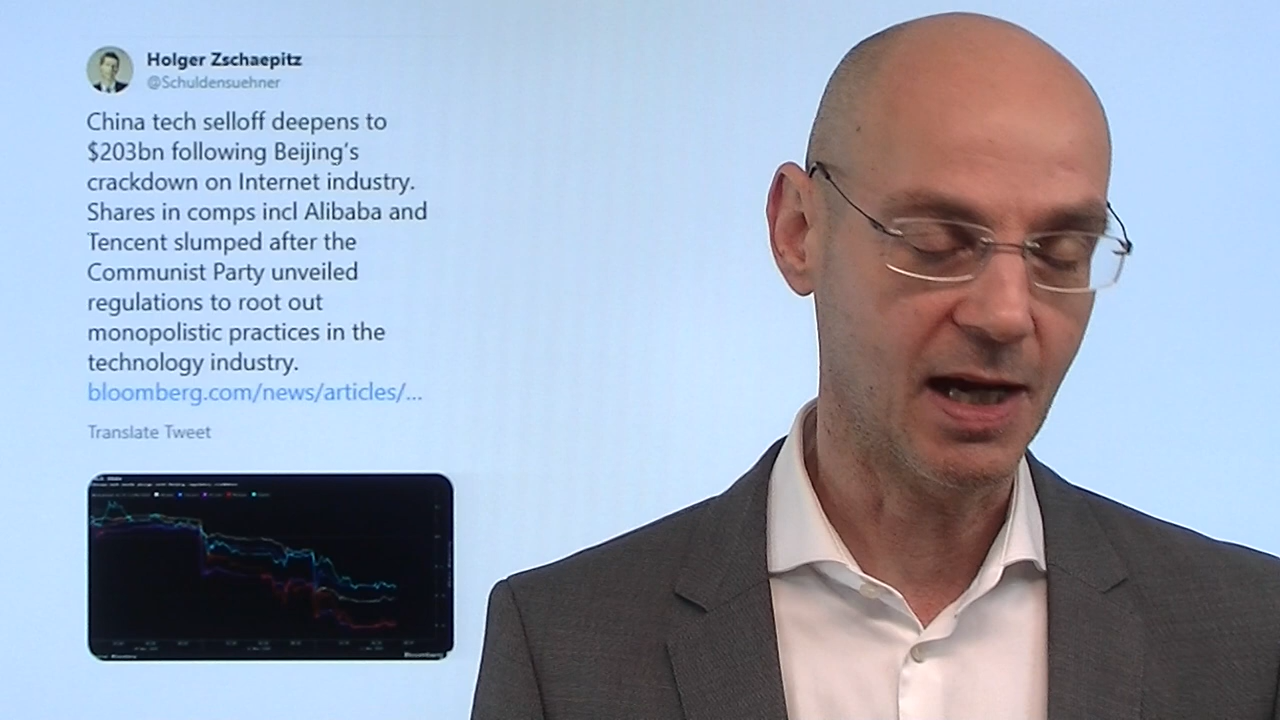 Holger Zschaepitz
@Schuldensuehner
China tech selloff deepens to
$203bn following Beijing's
crackdown on Internet industry.
Shares in comps incl Alibaba and
Tencent slumped after the
Communist Party unveiled
regulations to root out
monopolistic practices in the
technology industry.
bloomberg.com/news/articles/...
Translate Tweet
Bloomberg